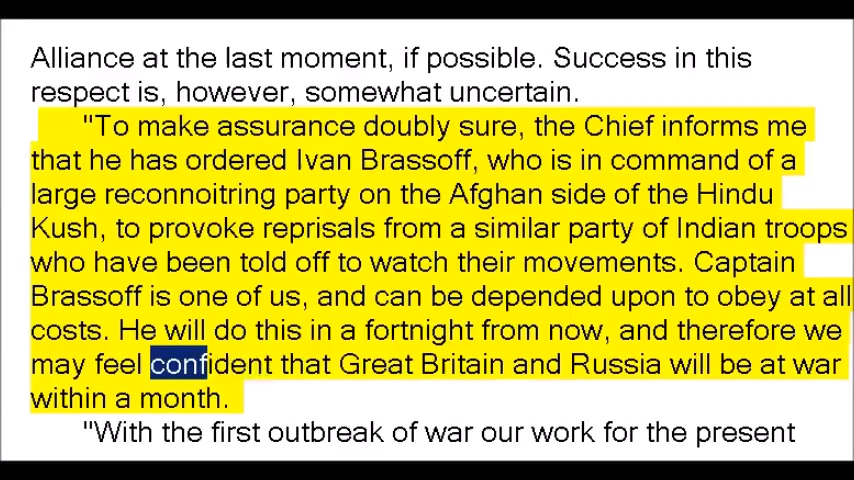 Alliance at the last moment, if possible. Success in this
respect is, however, somewhat uncertain.
"To make assurance doubly sure, the Chief informs me
that he has ordered Ivan Brassoff, who is in command of a
large reconnoitring party on the Afghan side of the Hindu
Kush, to provoke reprisals from a similar party of Indian troops
who have been told off to watch their movements. Captain
Brassoff is one of us, and can be depended upon to obey at all
costs. He will do this in a fortnight from now, and therefore we
may feel confident that Great Britain and Russia will be at war
within a month.
"With the first outbreak of war our work for the present